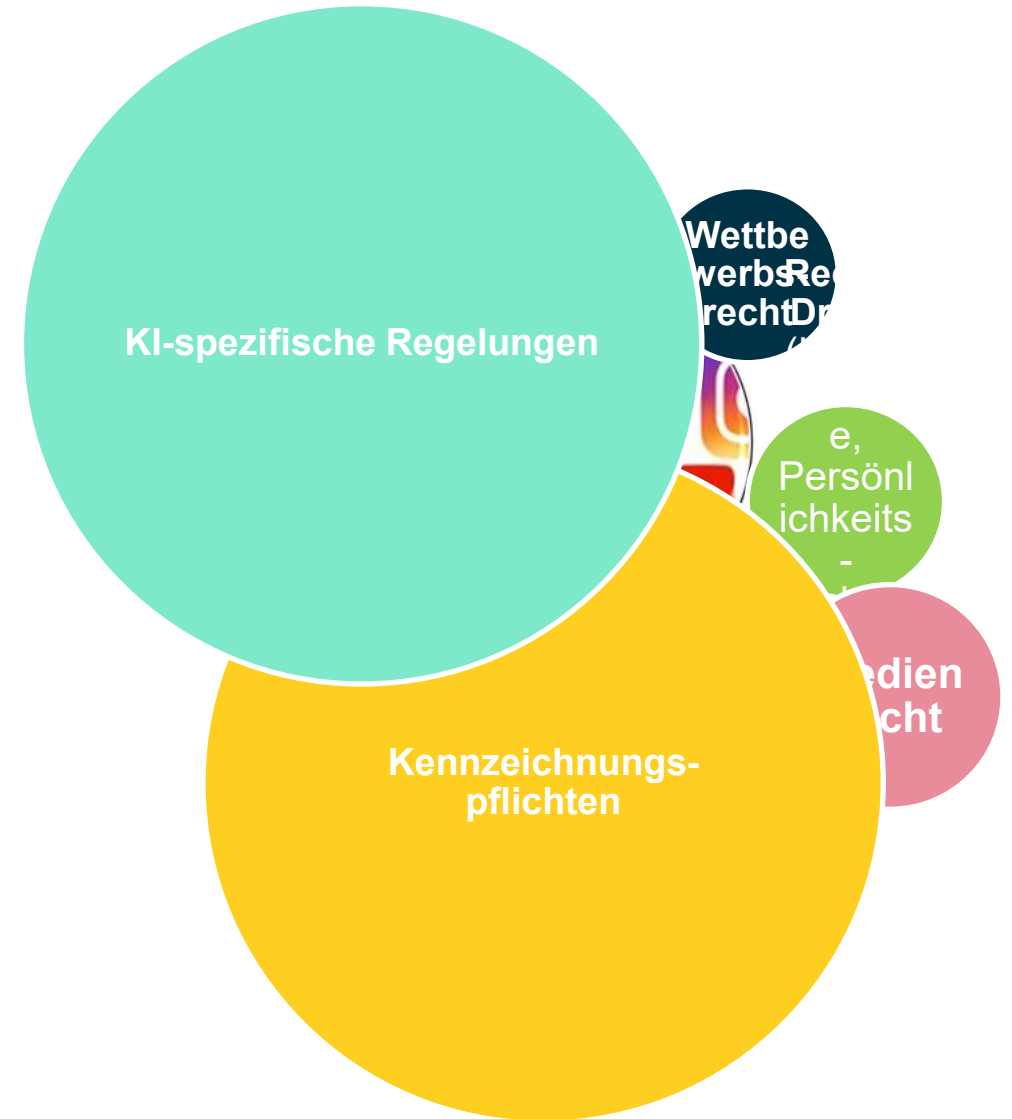 Wettbe
werbs-
recht
KI-spezifische Regelungen
e,
Persönl
ichkeits
-
edien
cht
Kennzeichnungs-
pflichten